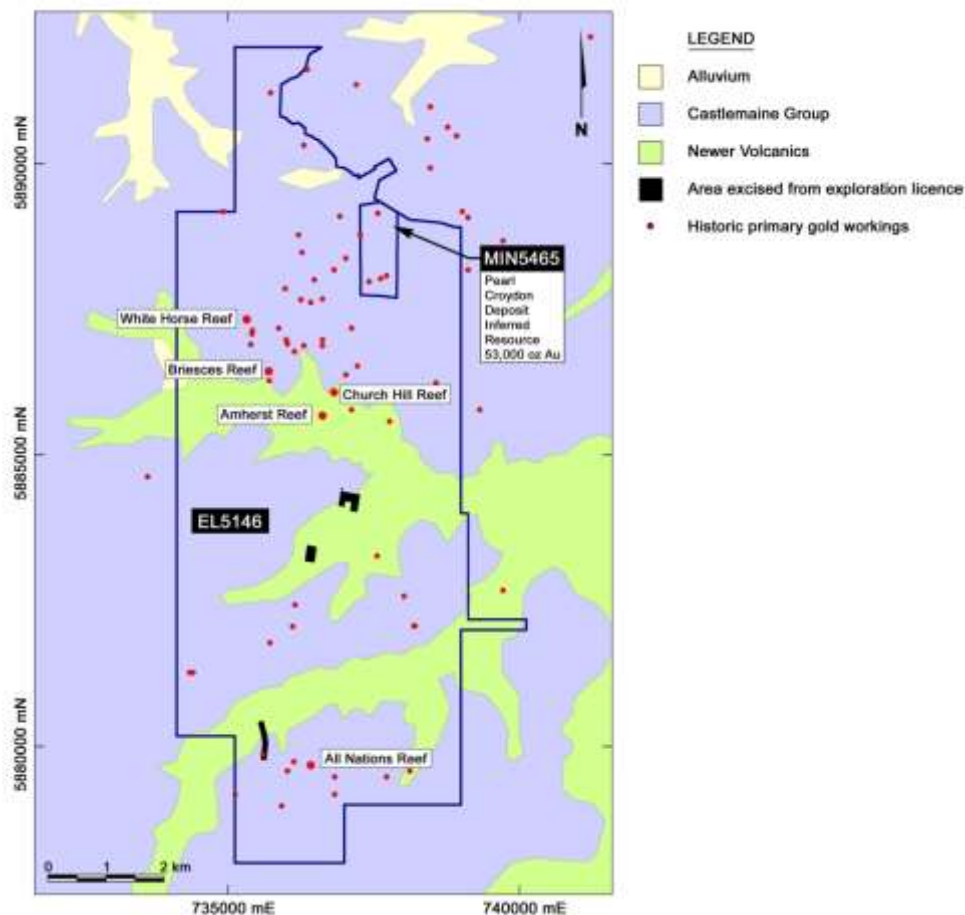 LEGEND
Alluvium
Castlemaine Group
Newer Volcanics
Area excised from exploration licence
Historic primary gold workings
N
5890000 mN
5885000 mN
5880000 mN
MIN5465
Pearl
Croydon
Deposit
Inferred
Resource
53,000 oz Au
White Horse Reef
Briesces Reef
Church Hill Reef
Amherst Reef
EL5146
All Nations Reef
0 1 2 km
735000 mE
740000 mE